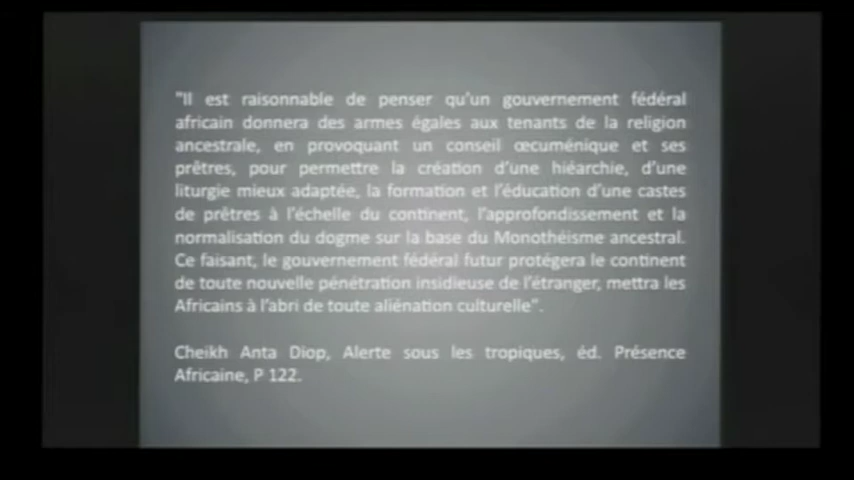 "Il est raisonnable de penser qu'un gouvernement fédéral
africain donnera des armes égales aux tenants de la religion
ancestrale, en provoquant un conseil œcuménique et ses
prêtres, pour permettre la création d'une hiéarchie, d'une
liturgie mieux adaptée, la formation et l'éducation d'une castes
de prêtres à l'échelle du continent, l'approfondissement et la
normalisation du dogme sur la base du Monothéisme ancestral.
Ce faisant, le gouvernement fédéral futur protégera le continent
de toute nouvelle pénétration insidieuse de l'étranger, mettra les
Africains à l'abri de toute aliénation culturelle".
Cheikh Anta Diop, Alerte sous les tropiques, éd. Présence
Africaine, P 122.